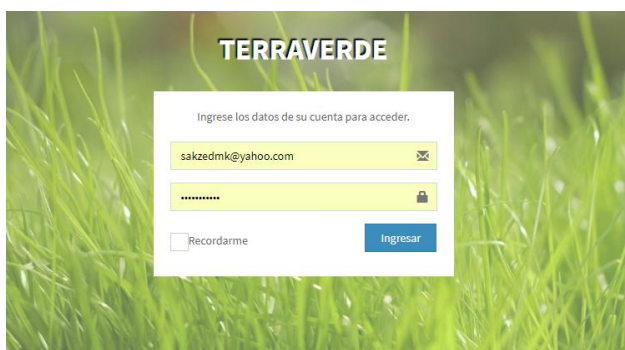 TERRAVERDE
Ingrese los datos de su cuenta para acceder.
sakzedmk@yahoo.com
•••••••••••
Recordarme
Ingresar